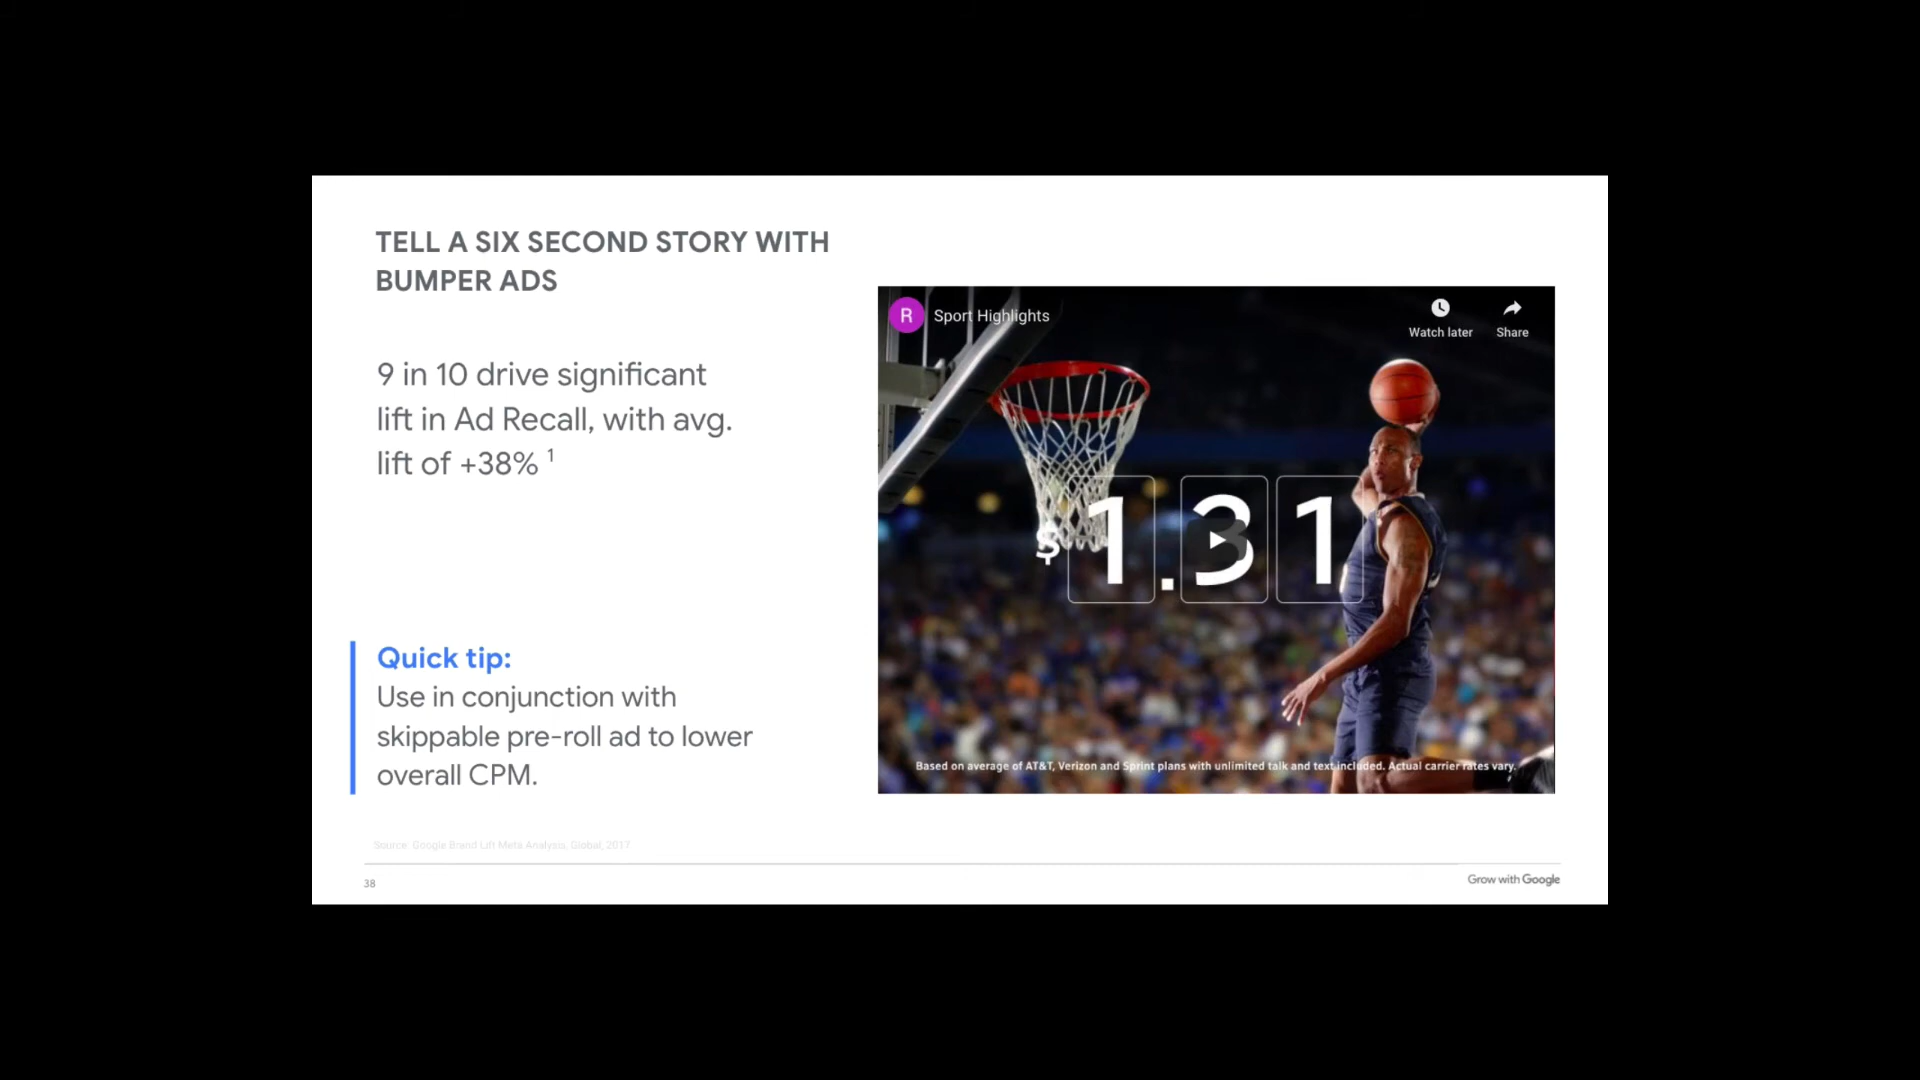 TELL A SIX SECOND STORY WITH
BUMPER ADS
9 in 10 drive significant
lift in Ad Recall, with avg.
lift of +38% 1
Quick tip:
Use in conjunction with
skippable pre-roll ad to lower
overall CPM.
R Sport Highlights
Watch later
Share
$1.31
Based on average of AT&T, Verizon and Sprint plans with unlimited talk and text included. Actual carrier rates vary.
Source: Google Brand Lift Meta Analysis, Global, 2017
38
Grow with Google